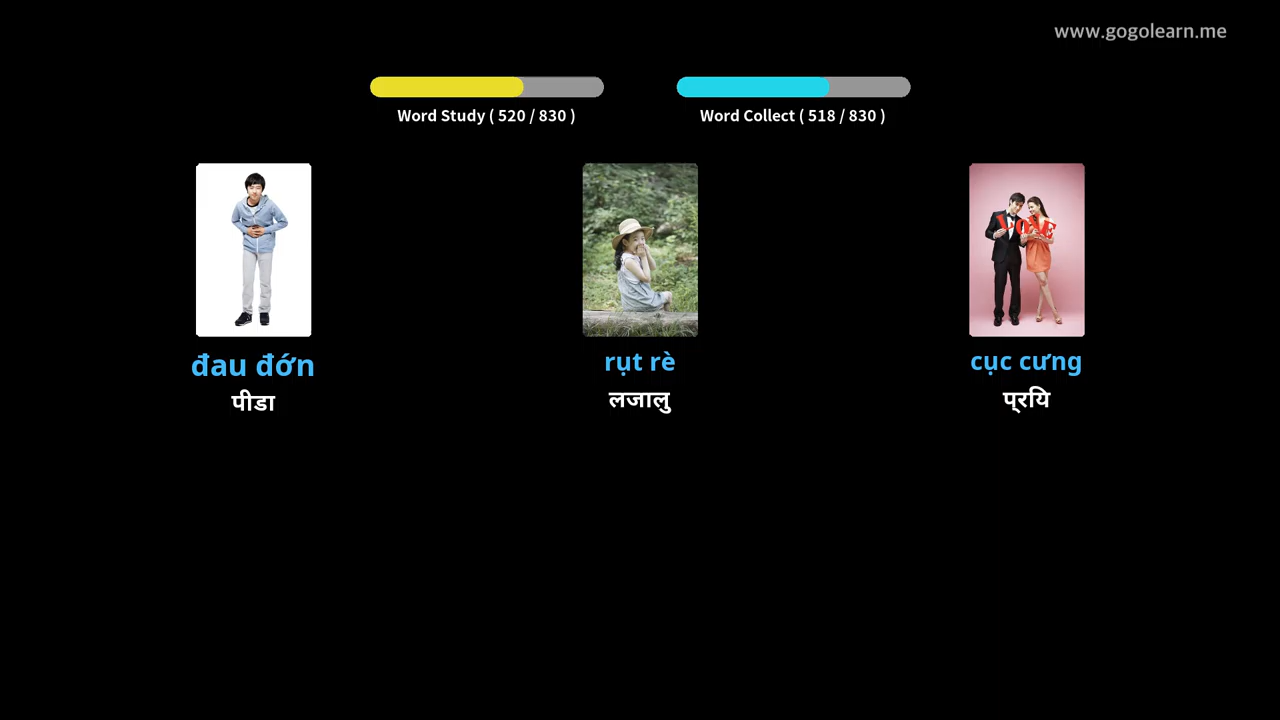 www.gogolearn.me
Word Study ( 520 / 830 )
Word Collect ( 518 / 830 )
LOVE
đau đớn
rụt rè
cục cưng
पीडा
लजालु
प्रयि